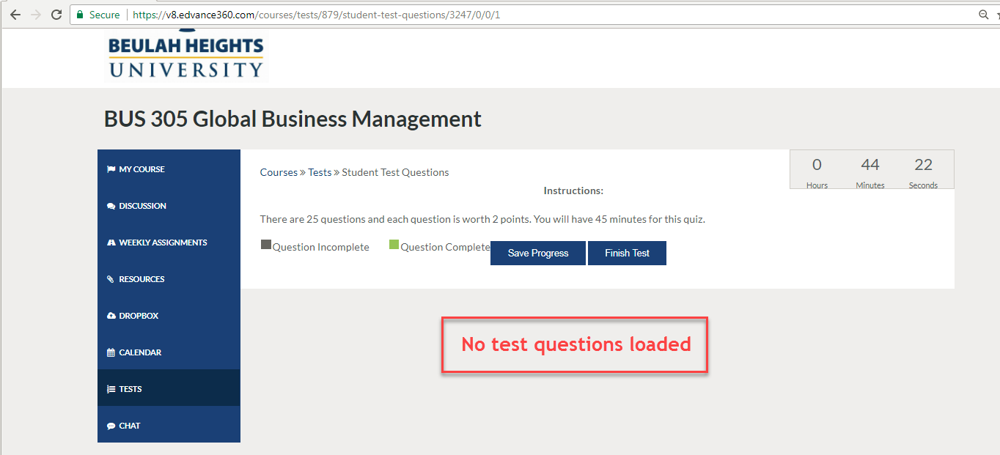 Secure https://v8.edvance360.com/courses/tests/879/student-test-questions/3247/0/0/1
BEULAH HEIGHTS
UNIVERSITY
BUS 305 Global Business Management
MY COURSE
DISCUSSION
WEEKLY ASSIGNMENTS
RESOURCES
DROPBOX
CALENDAR
TESTS
CHAT
Courses » Tests » Student Test Questions
0 44 22
Hours Minutes Seconds
Instructions:
There are 25 questions and each question is worth 2 points. You will have 45 minutes for this quiz.
Question Incomplete Question Complete Save Progress Finish Test
No test questions loaded